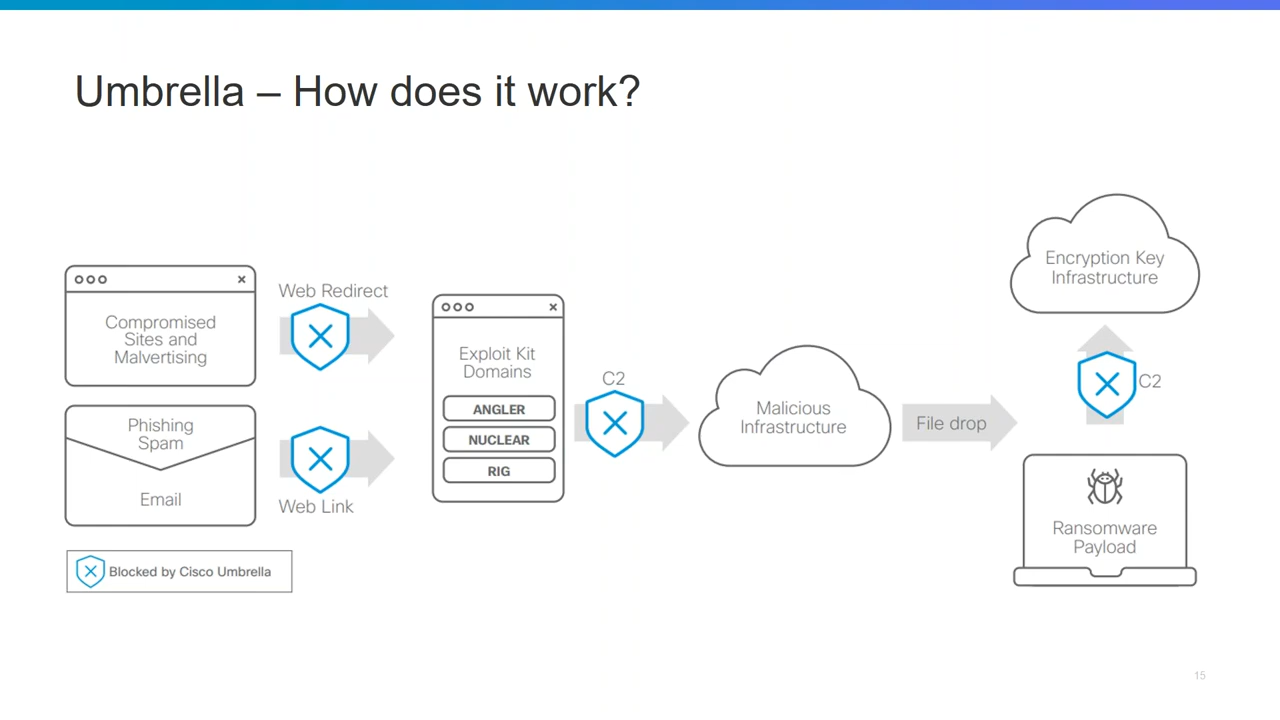 Umbrella – How does it work?
Compromised
Sites and
Malvertising
Phishing
Spam
Email
Web Redirect
Web Link
Exploit Kit
Domains
ANGLER
NUCLEAR
RIG
C2
Malicious
Infrastructure
File drop
Encryption Key
Infrastructure
C2
Ransomware
Payload
Blocked by Cisco Umbrella
15